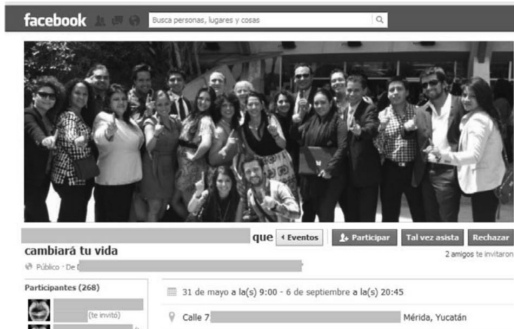 facebook
Busca personas, lugares y cosas
que
Eventos
Participar
Tal vez asista
Rechazar
cambiará tu vida
2 amigos te invitaron
Público · De
Participantes (268)
(te invitó)
31 de mayo a la(s) 9:00 - 6 de septiembre a la(s) 20:45
Calle 7
Mérida, Yucatán